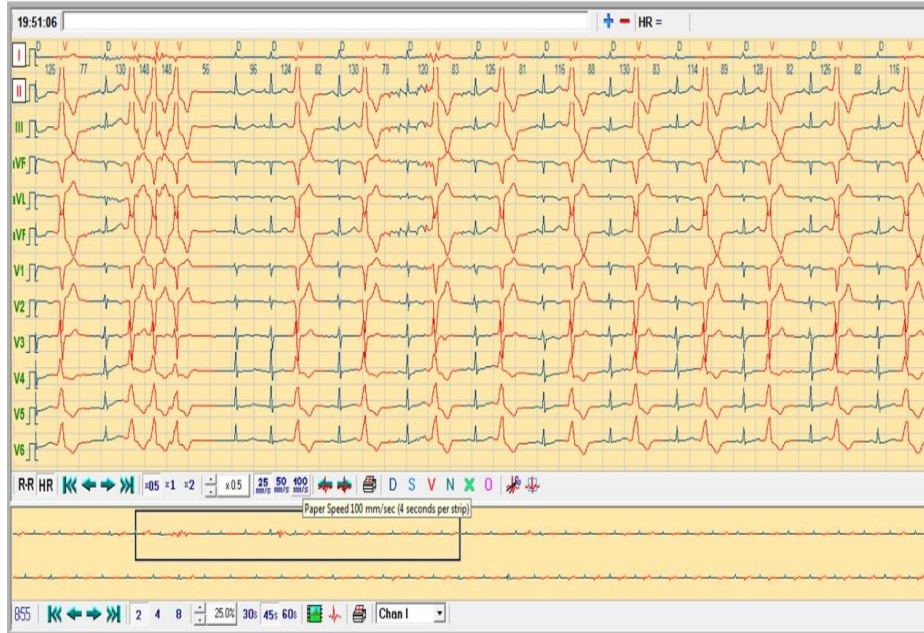 19:51:06 HR =
I D V D V V V D D V D V D V D V D V D V D V D V D V
126 77 130 148 148 56 96 124 82 130 78 120 83 126 81 116 88 130 83 114 89 128 82 126 82 116
II
III
aVF
aVL
aVF
V1
V2
V3
V4
V5
V6
R-R HR x05 x1 x2 x0.5 25 mm/s 50 mm/s 100 mm/s D S V N X O
Paper Speed 100 mm/sec (4 seconds per strip)
855 2 4 8 25.0% 30s 45s 60s Chan I